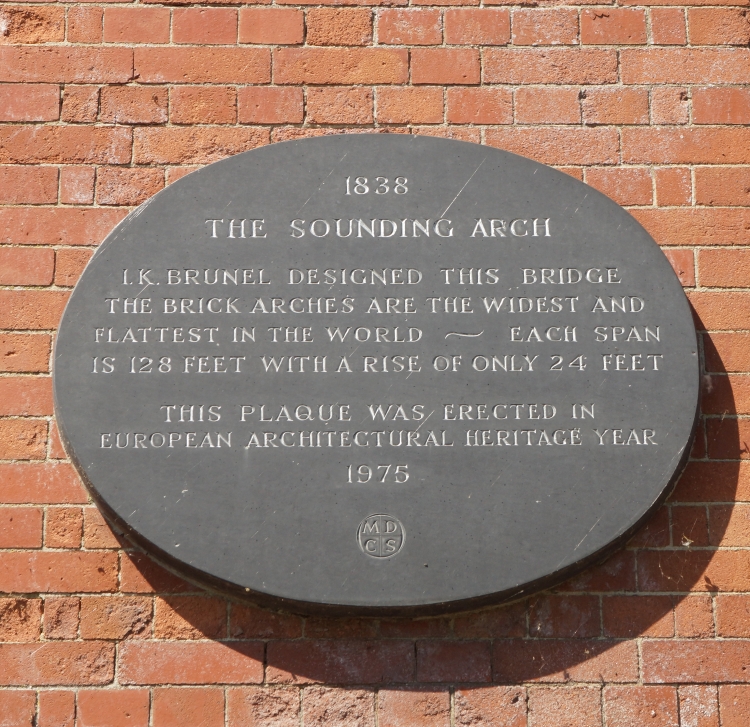 1838
THE SOUNDING ARCH
I.K. BRUNEL DESIGNED THIS BRIDGE
THE BRICK ARCHES ARE THE WIDEST AND
FLATTEST IN THE WORLD ~ EACH SPAN
IS 128 FEET WITH A RISE OF ONLY 24 FEET
THIS PLAQUE WAS ERECTED IN
EUROPEAN ARCHITECTURAL HERITAGE YEAR
1975
MD
CS